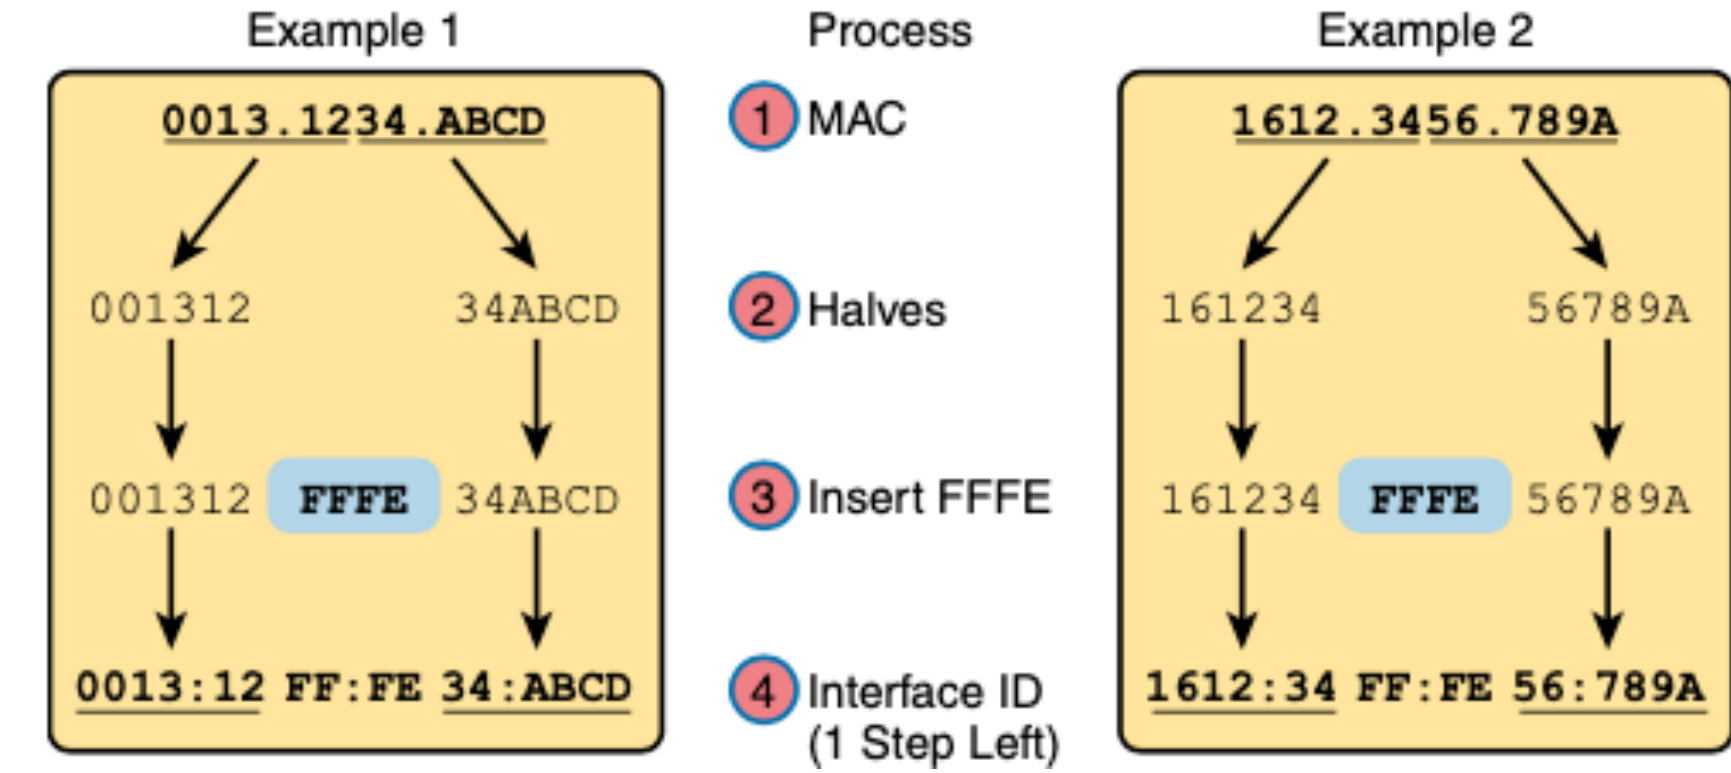 Example 1
Process
Example 2
0013.1234.ABCD
1 MAC
1612.3456.789A
001312 34ABCD
2 Halves
161234 56789A
001312 FFFE 34ABCD
3 Insert FFFE
161234 FFFE 56789A
0013:12 FF:FE 34:ABCD
4 Interface ID
(1 Step Left)
1612:34 FF:FE 56:789A